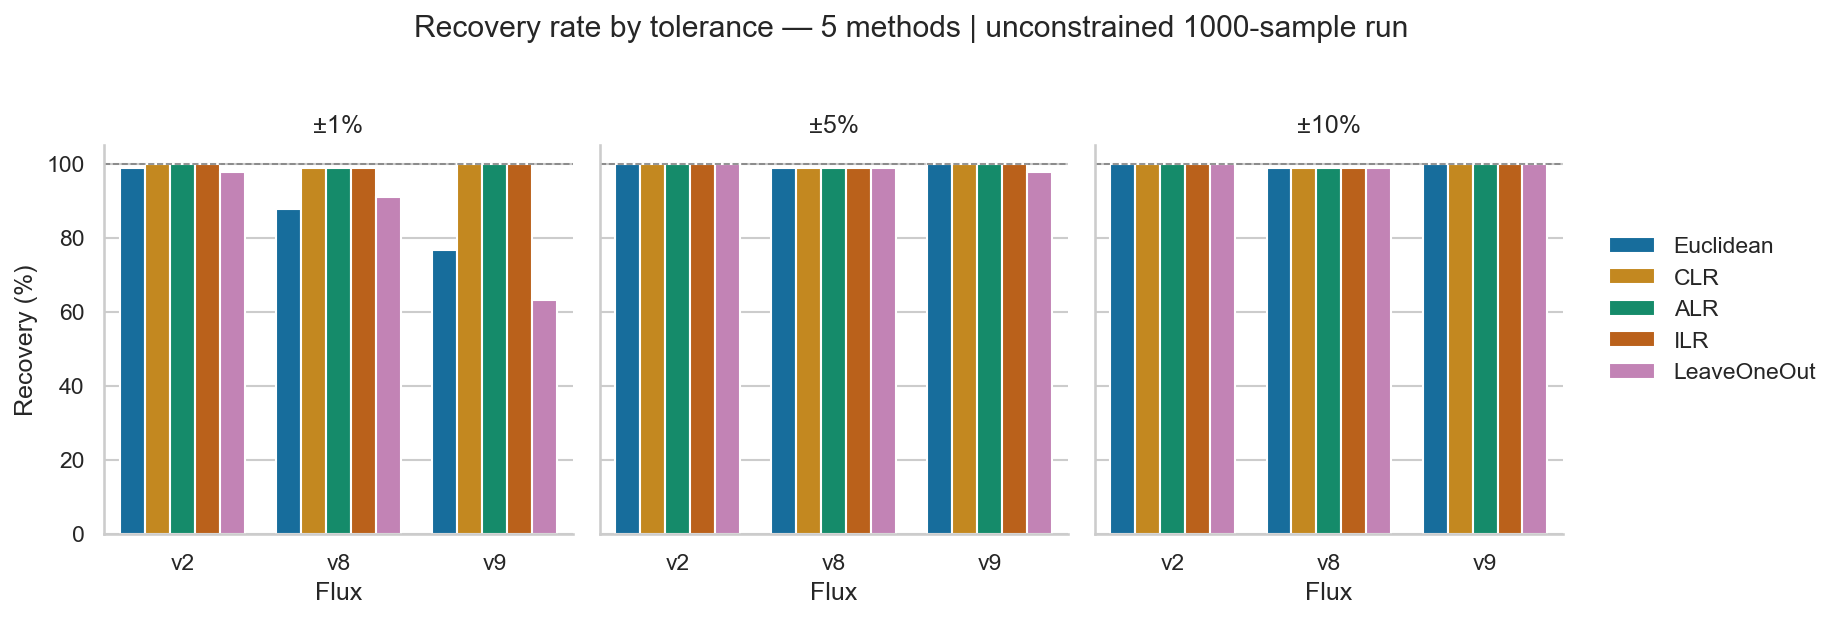 Recovery rate by tolerance — 5 methods | unconstrained 1000-sample run
±1%
±5%
±10%
Recovery (%)
100
80
60
40
20
0
v2
v8
v9
v2
v8
v9
v2
v8
v9
Flux
Flux
Flux
Euclidean
CLR
ALR
ILR
LeaveOneOut